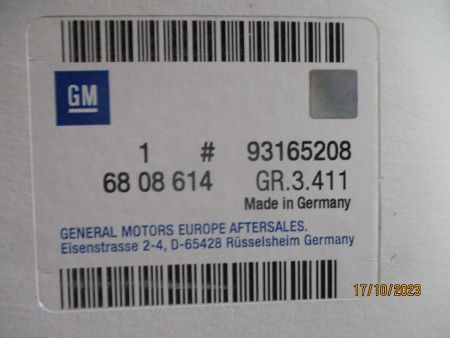 GM
1 # 93165208
68 08 614 GR.3.411
Made in Germany
GENERAL MOTORS EUROPE AFTERSALES.
Eisenstrasse 2-4, D-65428 Rüsselsheim Germany
17/10/2023